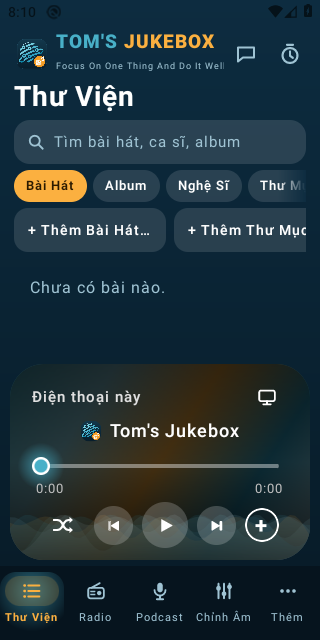 8:10
TOM'S JUKEBOX
Focus On One Thing And Do It Well
Thư Viện
Tìm bài hát, ca sĩ, album
Bài Hát Album Nghệ Sĩ Thư
+ Thêm Bài Hát… + Thêm Thư Mục
Chưa có bài nào.
Điện thoại này
Tom's Jukebox
0:00 0:00
Thư Viện Radio Podcast Chỉnh Âm Thêm